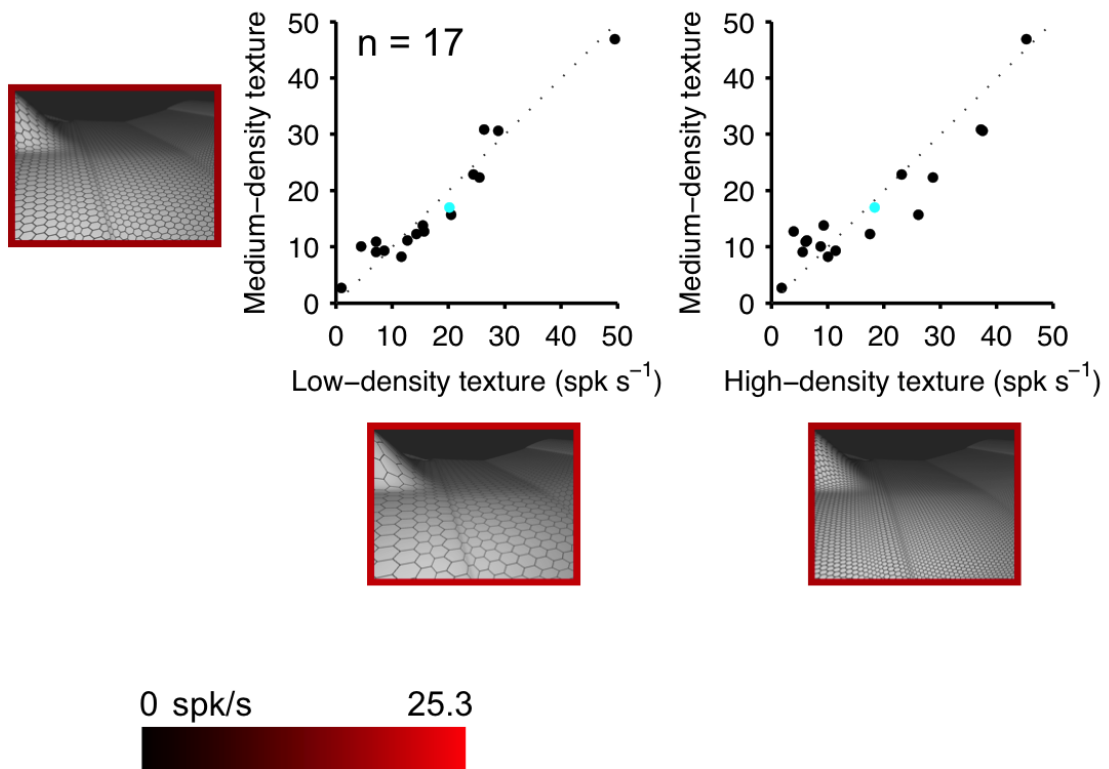 n = 17
Medium−density texture
50
40
30
20
10
0
0 10 20 30 40 50
Low−density texture (spk s⁻¹)
Medium−density texture
50
40
30
20
10
0
0 10 20 30 40 50
High−density texture (spk s⁻¹)
0 spk/s 25.3